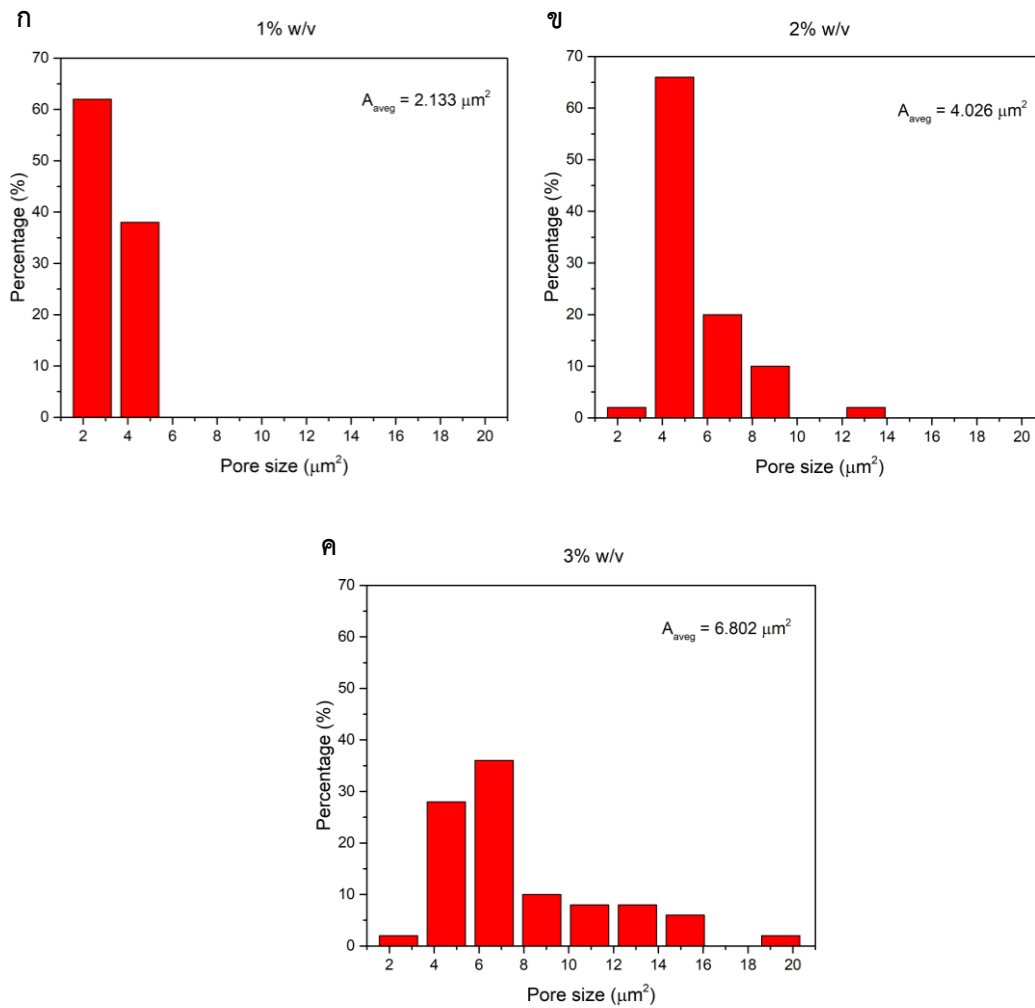 ก
1% w/v
A_aveg = 2.133 μm²
70
60
50
40
30
20
10
0
Percentage (%)
2 4 6 8 10 12 14 16 18 20
Pore size (μm²)
ข
2% w/v
A_aveg = 4.026 μm²
70
60
50
40
30
20
10
0
Percentage (%)
2 4 6 8 10 12 14 16 18 20
Pore size (μm²)
ค
3% w/v
A_aveg = 6.802 μm²
70
60
50
40
30
20
10
0
Percentage (%)
2 4 6 8 10 12 14 16 18 20
Pore size (μm²)